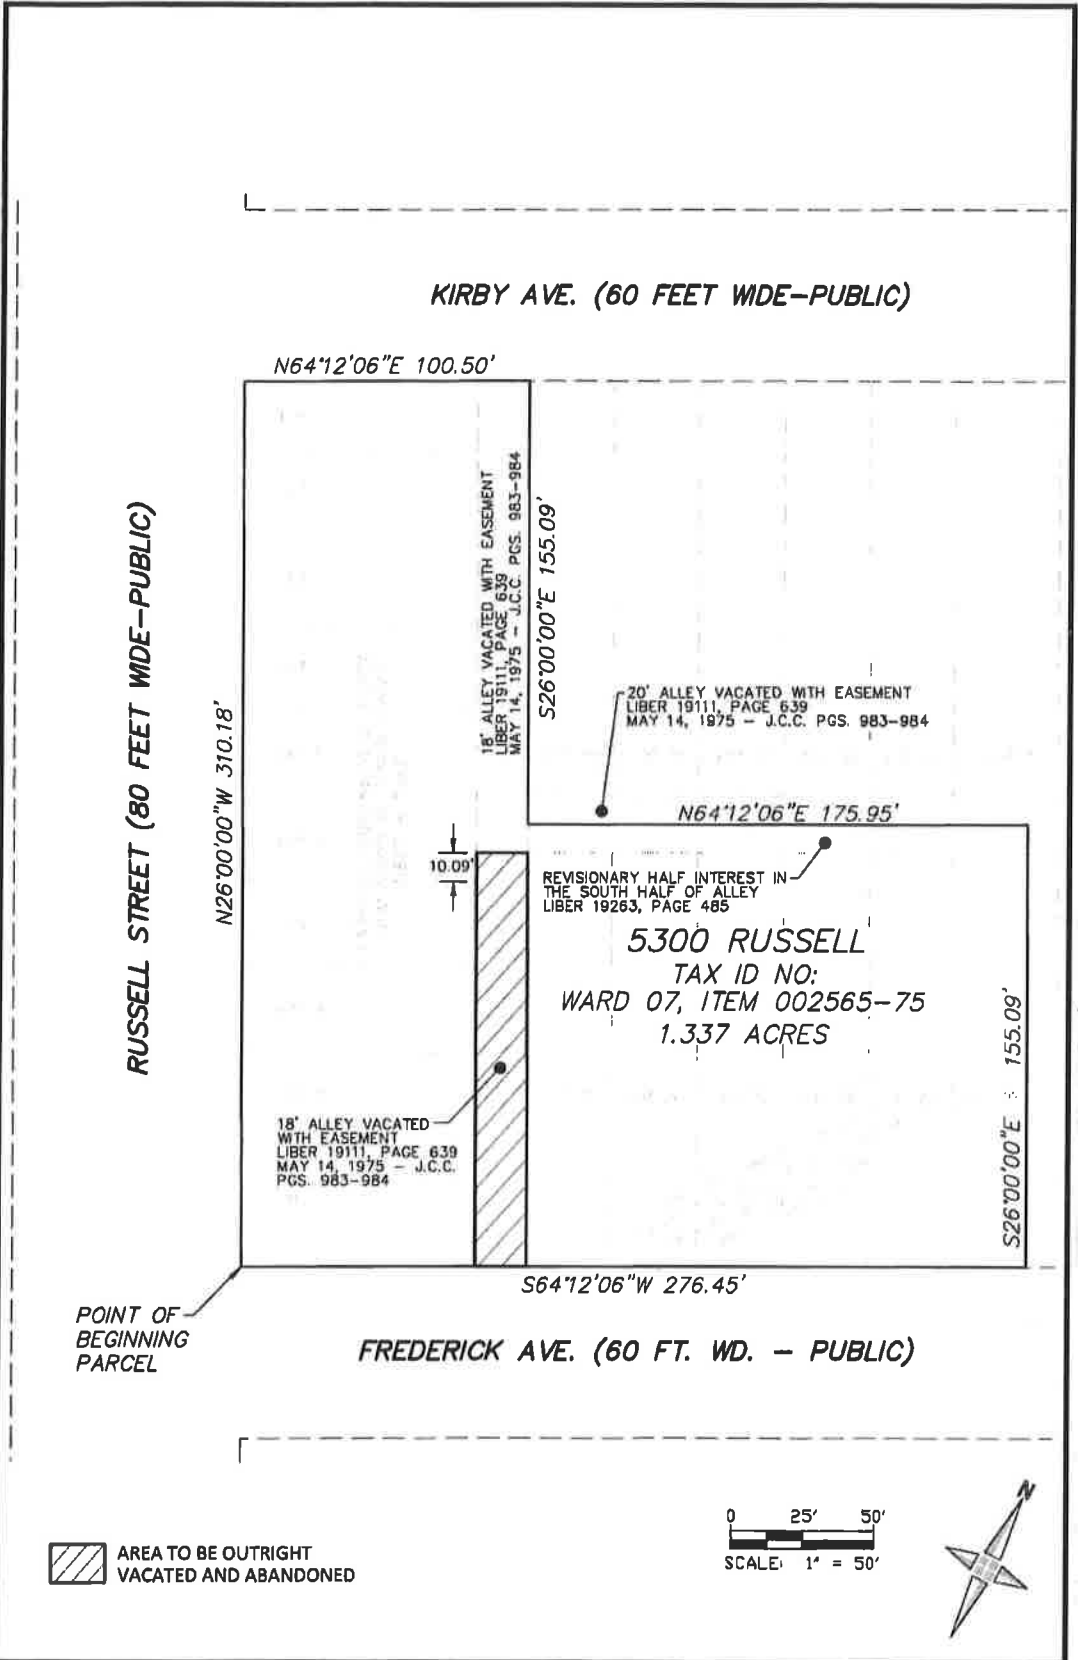 KIRBY AVE. (60 FEET WIDE-PUBLIC)
N64°12'06"E 100.50'
RUSSELL STREET (80 FEET WIDE-PUBLIC)
N26°00'00"W 310.18'
18' ALLEY VACATED WITH EASEMENT
LIBER 19111, PAGE 639
MAY 14, 1975 - J.C.C. PGS. 983-984
S26°00'00"E 155.09'
20' ALLEY VACATED WITH EASEMENT
LIBER 19111, PAGE 639
MAY 14, 1975 - J.C.C. PGS. 983-984
N64°12'06"E 175.95'
10.09'
REVISIONARY HALF INTEREST IN
THE SOUTH HALF OF ALLEY
LIBER 19263, PAGE 485
5300 RUSSELL
TAX ID NO:
WARD 07, ITEM 002565-75
1.337 ACRES
S26°00'00"E 155.09'
18' ALLEY VACATED
WITH EASEMENT
LIBER 19111, PAGE 639
MAY 14, 1975 - J.C.C.
PGS. 983-984
S64°12'06"W 276.45'
POINT OF
BEGINNING
PARCEL
FREDERICK AVE. (60 FT. WD. - PUBLIC)
AREA TO BE OUTRIGHT
VACATED AND ABANDONED
0 25' 50'
SCALE: 1" = 50'
N